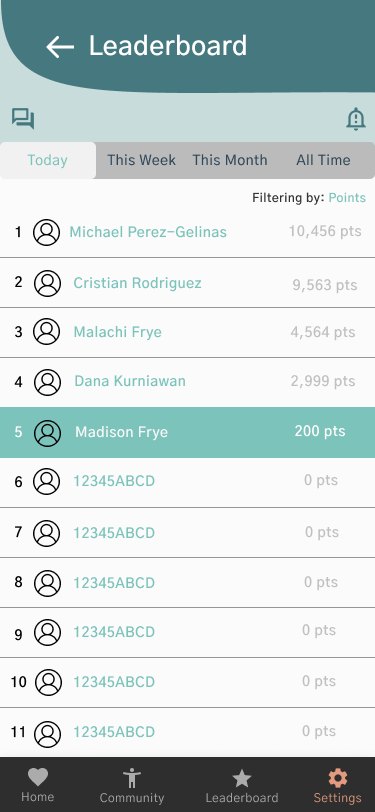 Leaderboard
Today This Week This Month All Time
Filtering by: Points
1 Michael Perez-Gelinas 10,456 pts
2 Cristian Rodriguez 9,563 pts
3 Malachi Frye 4,564 pts
4 Dana Kurniawan 2,999 pts
5 Madison Frye 200 pts
6 12345ABCD 0 pts
7 12345ABCD 0 pts
8 12345ABCD 0 pts
9 12345ABCD 0 pts
10 12345ABCD 0 pts
11 12345ABCD 0 pts
Home Community Leaderboard Settings